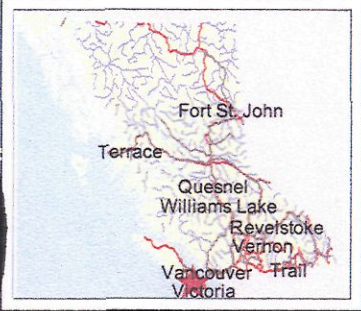 Fort St. John
Terrace
Quesnel
Williams Lake
Revelstoke
Vernon
Vancouver Trail
Victoria